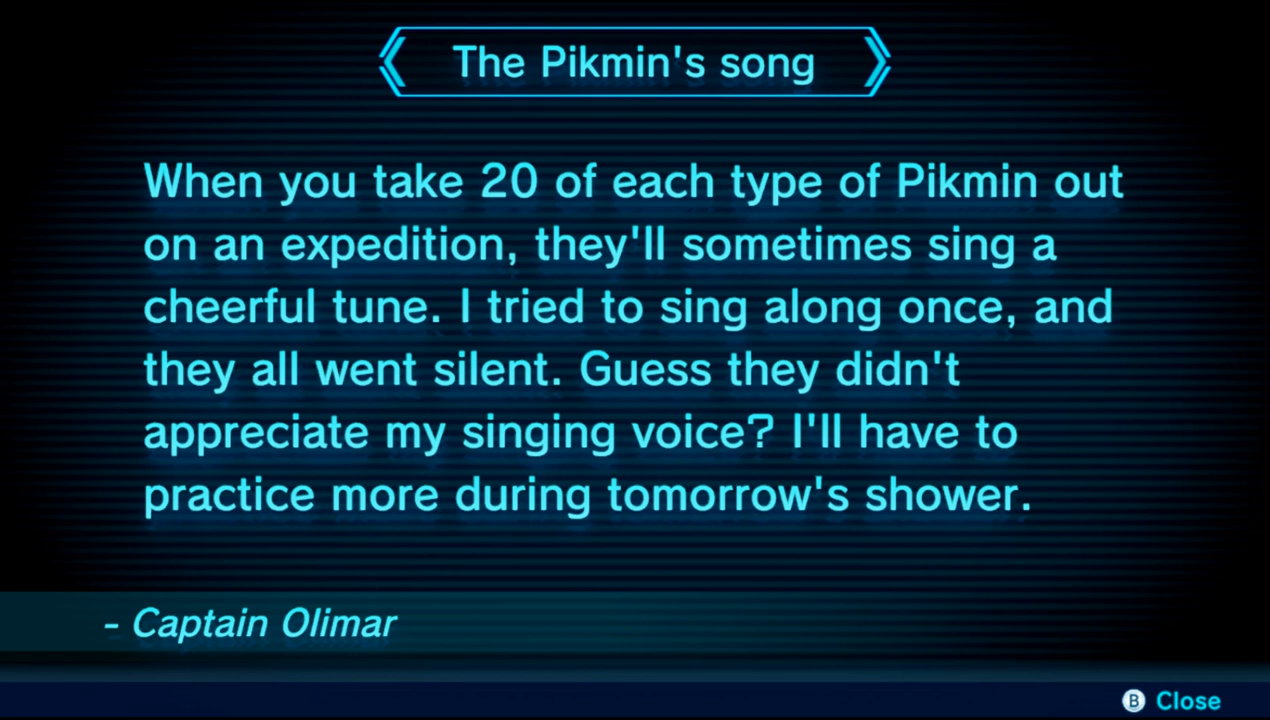 The Pikmin's song
When you take 20 of each type of Pikmin out
on an expedition, they'll sometimes sing a
cheerful tune. I tried to sing along once, and
they all went silent. Guess they didn't
appreciate my singing voice? I'll have to
practice more during tomorrow's shower.
- Captain Olimar
B Close